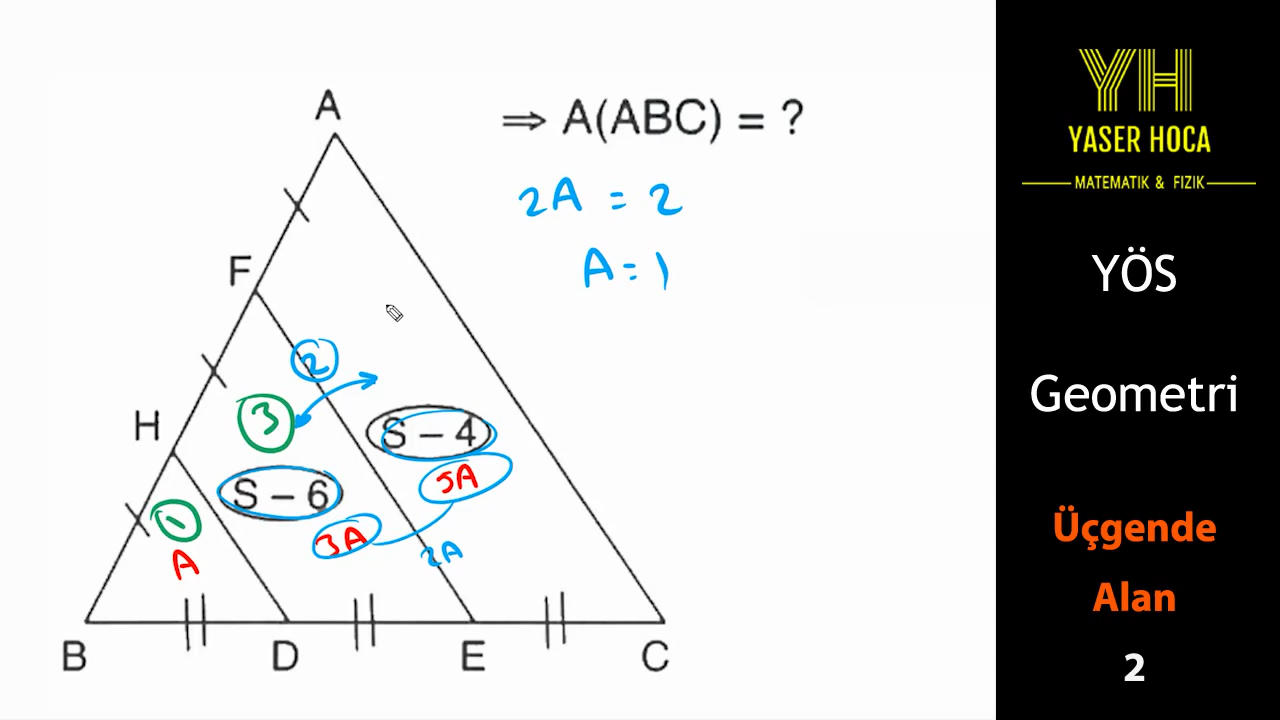 A
⇒ A(ABC) = ?
2A = 2
A = 1
F
2
3
H
S – 4
5A
S – 6
1
3A
A
2A
B
D
E
C
YH
YASER HOCA
MATEMATIK & FIZIK
YÖS
Geometri
Üçgende
Alan
2